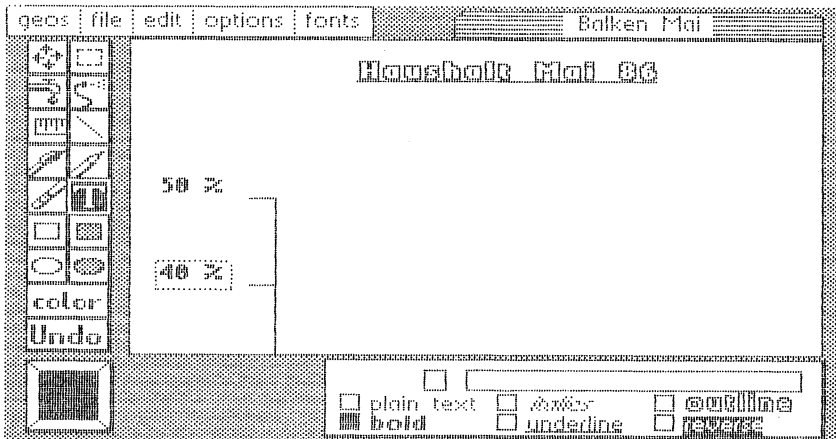 geos file edit options fonts
Balken Mai
Haushalt Mai 86
50 %
40 %
color
Undo
plain text italics outline
bold underline reverse